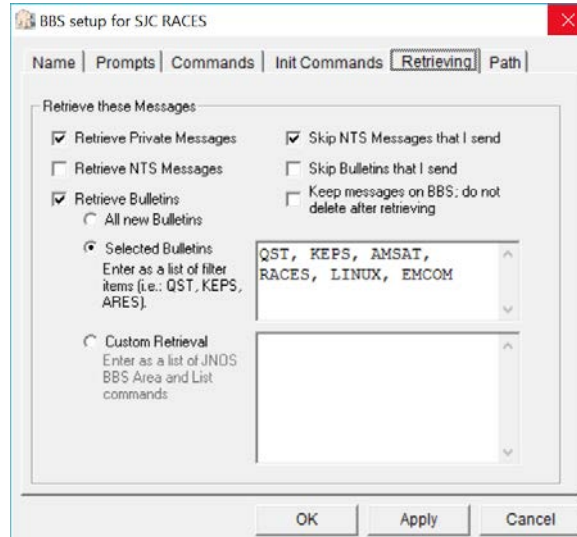 BBS setup for SJC RACES
Name
Prompts
Commands
Init Commands
Retrieving
Path
Retrieve these Messages
Retrieve Private Messages
Skip NTS Messages that I send
Retrieve NTS Messages
Skip Bulletins that I send
Retrieve Bulletins
Keep messages on BBS; do not
delete after retrieving
All new Bulletins
Selected Bulletins
Enter as a list of filter
items (i.e.: QST, KEPS,
ARES).
QST, KEPS, AMSAT,
RACES, LINUX, EMCOM
Custom Retrieval
Enter as a list of JNOS
BBS Area and List
commands
OK
Apply
Cancel